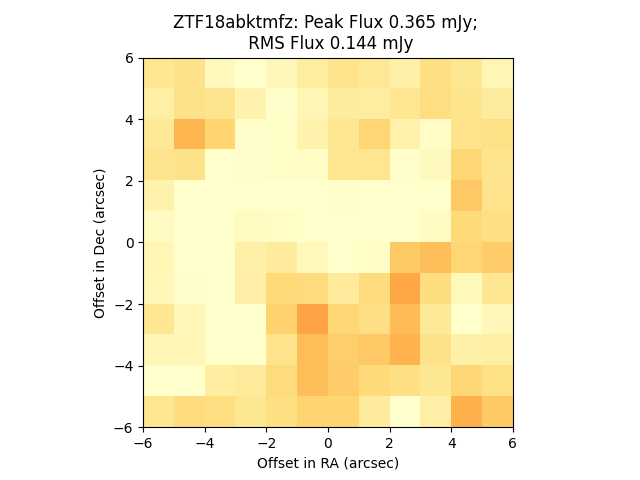 ZTF18abktmfz: Peak Flux 0.365 mJy;
RMS Flux 0.144 mJy
6
4
2
0
−2
−4
−6
Offset in Dec (arcsec)
−6 −4 −2 0 2 4 6
Offset in RA (arcsec)